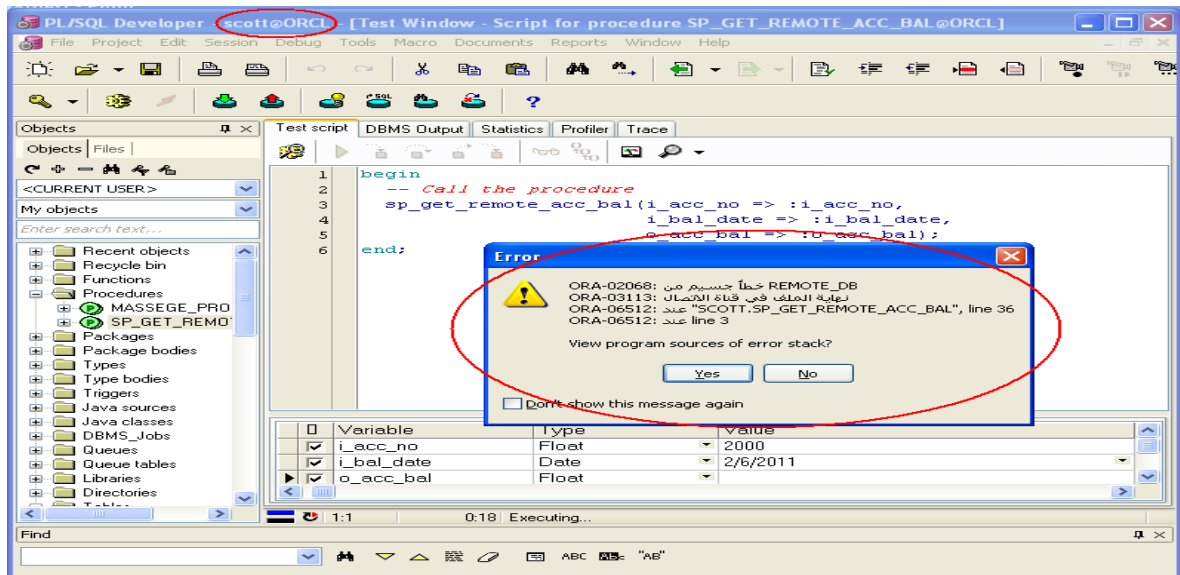 PL/SQL Developer - scott@ORCL - [Test Window - Script for procedure SP_GET_REMOTE_ACC_BAL@ORCL]
File Project Edit Session Debug Tools Macro Documents Reports Window Help
Objects
Test script DBMS Output Statistics Profiler Trace
Objects Files
<CURRENT USER>
My objects
Enter search text...
Recent objects
Recycle bin
Functions
Procedures
MASSEGE_PRO
SP_GET_REMO
Packages
Package bodies
Types
Type bodies
Triggers
Java sources
Java classes
DBMS_Jobs
Queues
Queue tables
Libraries
Directories
Tables
1 begin
2 -- Call the procedure
3 sp_get_remote_acc_bal(i_acc_no => :i_acc_no,
4 i_bal_date => :i_bal_date,
5 o_acc_bal => :o_acc_bal);
6 end;
Error
ORA-02068: خطأ جسيم من REMOTE_DB
ORA-03113: نهاية الملف في قناة الاتصال
ORA-06512: عند "SCOTT.SP_GET_REMOTE_ACC_BAL", line 36
ORA-06512: عند line 3
View program sources of error stack?
Yes No
Don't show this message again
Variable Type Value
i_acc_no Float 2000
i_bal_date Date 2/6/2011
o_acc_bal Float
1:1 0:18 Executing...
Find
ABC "AB"